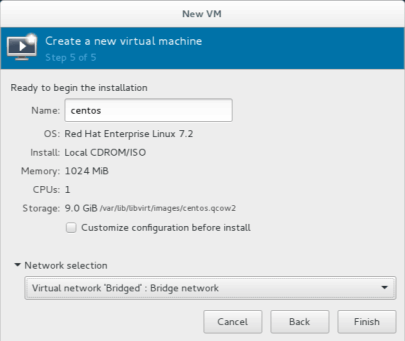 New VM
Create a new virtual machine
Step 5 of 5
Ready to begin the installation
Name: centos
OS: Red Hat Enterprise Linux 7.2
Install: Local CDROM/ISO
Memory: 1024 MiB
CPUs: 1
Storage: 9.0 GiB /var/lib/libvirt/images/centos.qcow2
Customize configuration before install
Network selection
Virtual network 'Bridged' : Bridge network
Cancel Back Finish